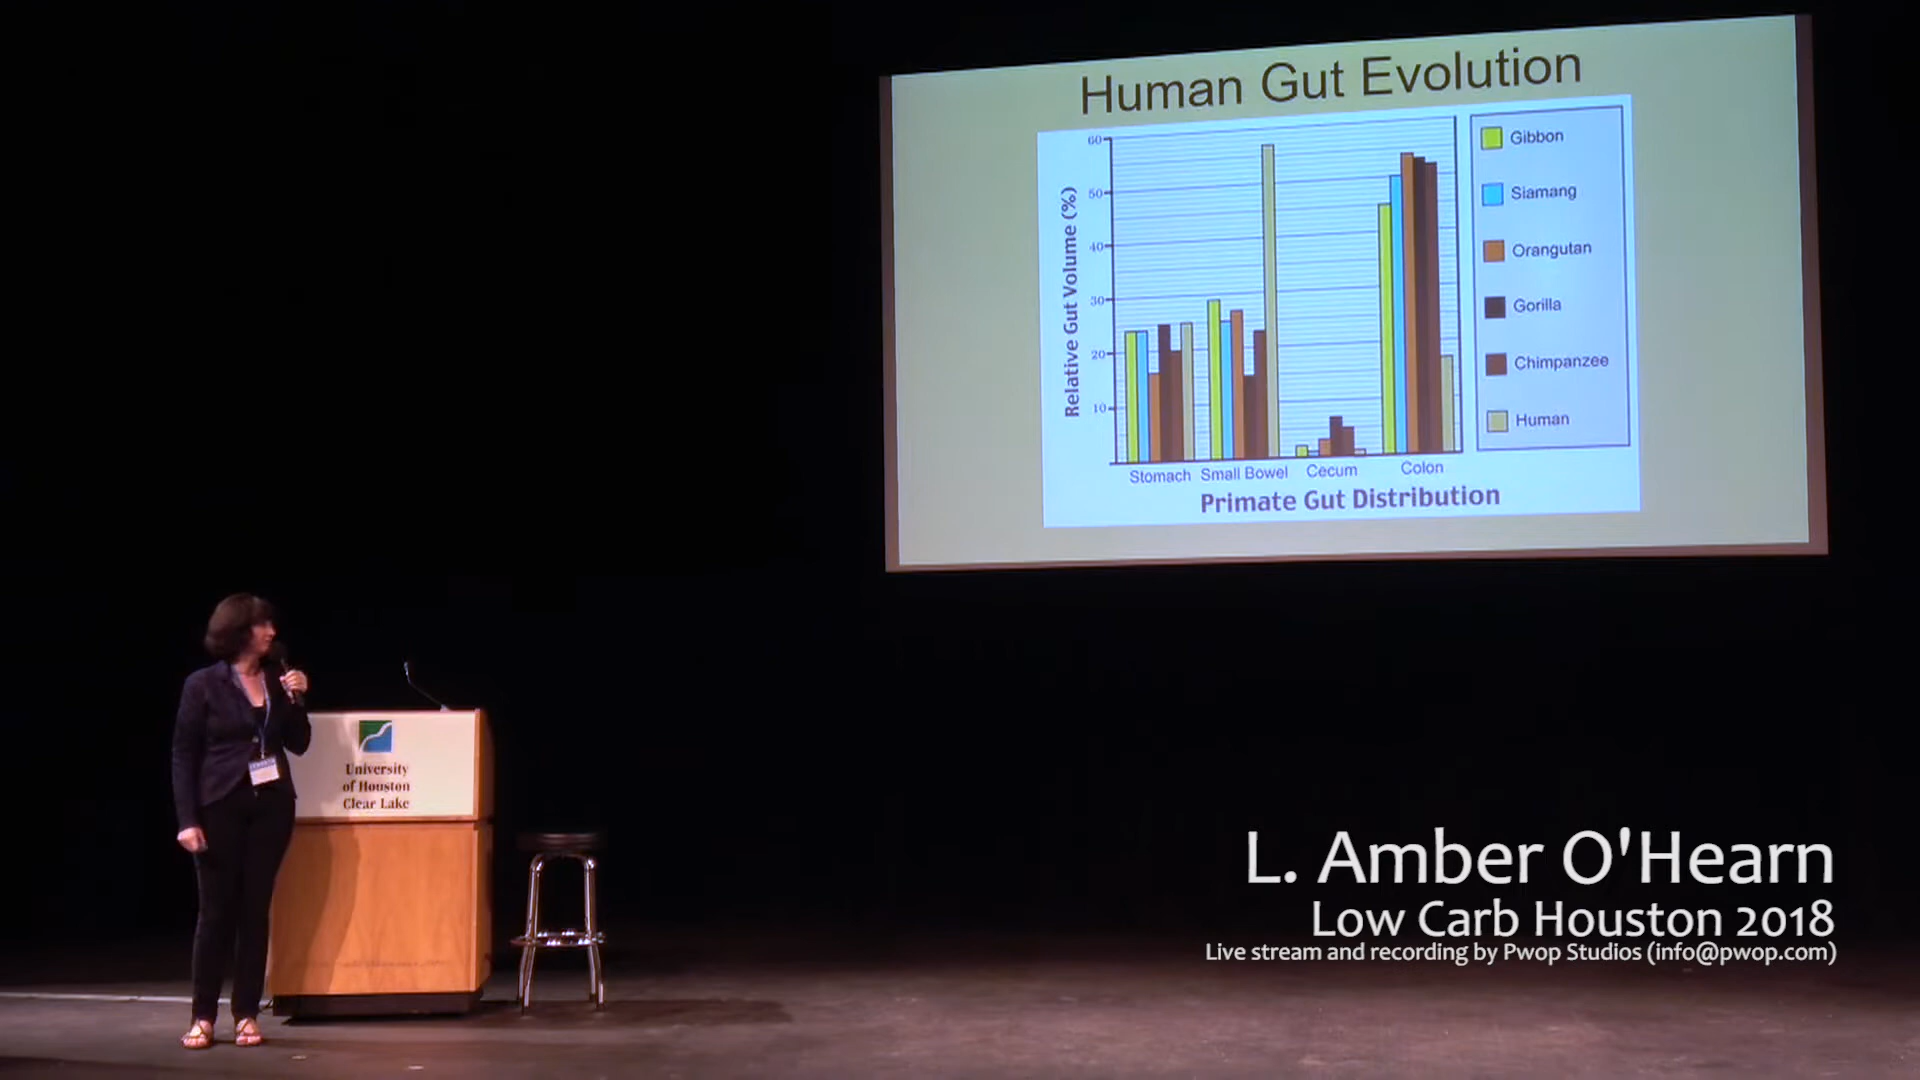 Human Gut Evolution
Relative Gut Volume (%)
60
50
40
30
20
10
Stomach Small Bowel Cecum Colon
Primate Gut Distribution
Gibbon
Siamang
Orangutan
Gorilla
Chimpanzee
Human
University
of Houston
Clear Lake
L. Amber O'Hearn
Low Carb Houston 2018
Live stream and recording by Pwop Studios (info@pwop.com)